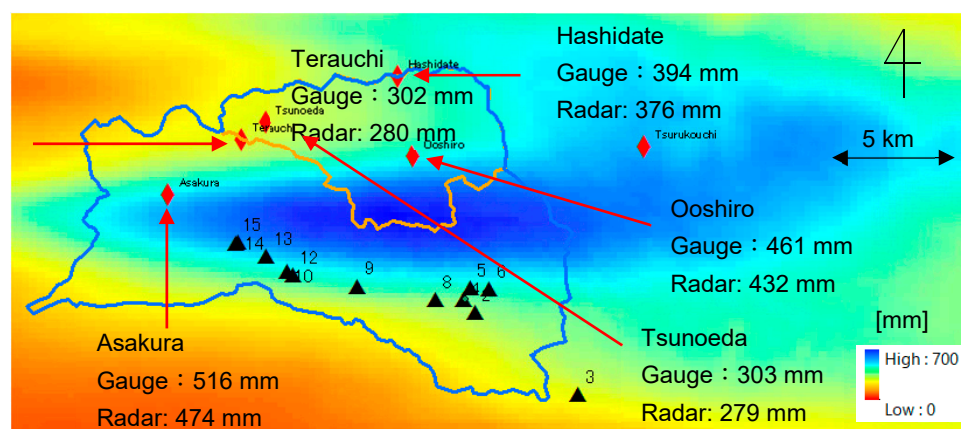 Hashidate
Gauge：394 mm
Radar: 376 mm
Terauchi
Gauge：302 mm
Radar: 280 mm
Hashidate
Tsunoeda
Terauchi
Ooshiro
Tsurukouchi
Asakura
5 km
Ooshiro
Gauge：461 mm
Radar: 432 mm
15
14
13
12
10
9
8
5
6
2
3
Asakura
Gauge：516 mm
Radar: 474 mm
Tsunoeda
Gauge：303 mm
Radar: 279 mm
[mm]
High : 700
Low : 0